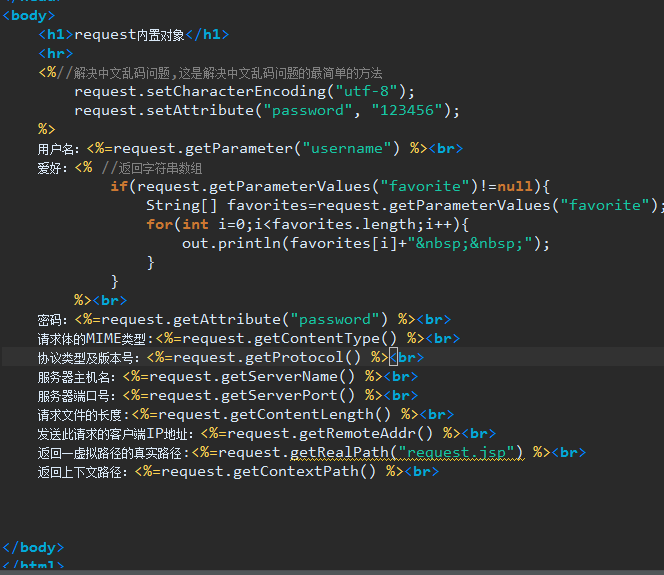 </head>
<body>
<h1>request内置对象</h1>
<hr>
<%//解决中文乱码问题,这是解决中文乱码问题的最简单的方法
request.setCharacterEncoding("utf-8");
request.setAttribute("password", "123456");
%>
用户名：<%=request.getParameter("username") %><br>
爱好：<% //返回字符串数组
if(request.getParameterValues("favorite")!=null){
String[] favorites=request.getParameterValues("favorite");
for(int i=0;i<favorites.length;i++){
out.println(favorites[i]+"&nbsp;&nbsp;");
}
}
%><br>
密码：<%=request.getAttribute("password") %><br>
请求体的MIME类型:<%=request.getContentType() %><br>
协议类型及版本号：<%=request.getProtocol() %><br>
服务器主机名：<%=request.getServerName() %><br>
服务器端口号：<%=request.getServerPort() %><br>
请求文件的长度:<%=request.getContentLength() %><br>
发送此请求的客户端IP地址：<%=request.getRemoteAddr() %><br>
返回一虚拟路径的真实路径:<%=request.getRealPath("request.jsp") %><br>
返回上下文路径：<%=request.getContextPath() %><br>
</body>
</html>